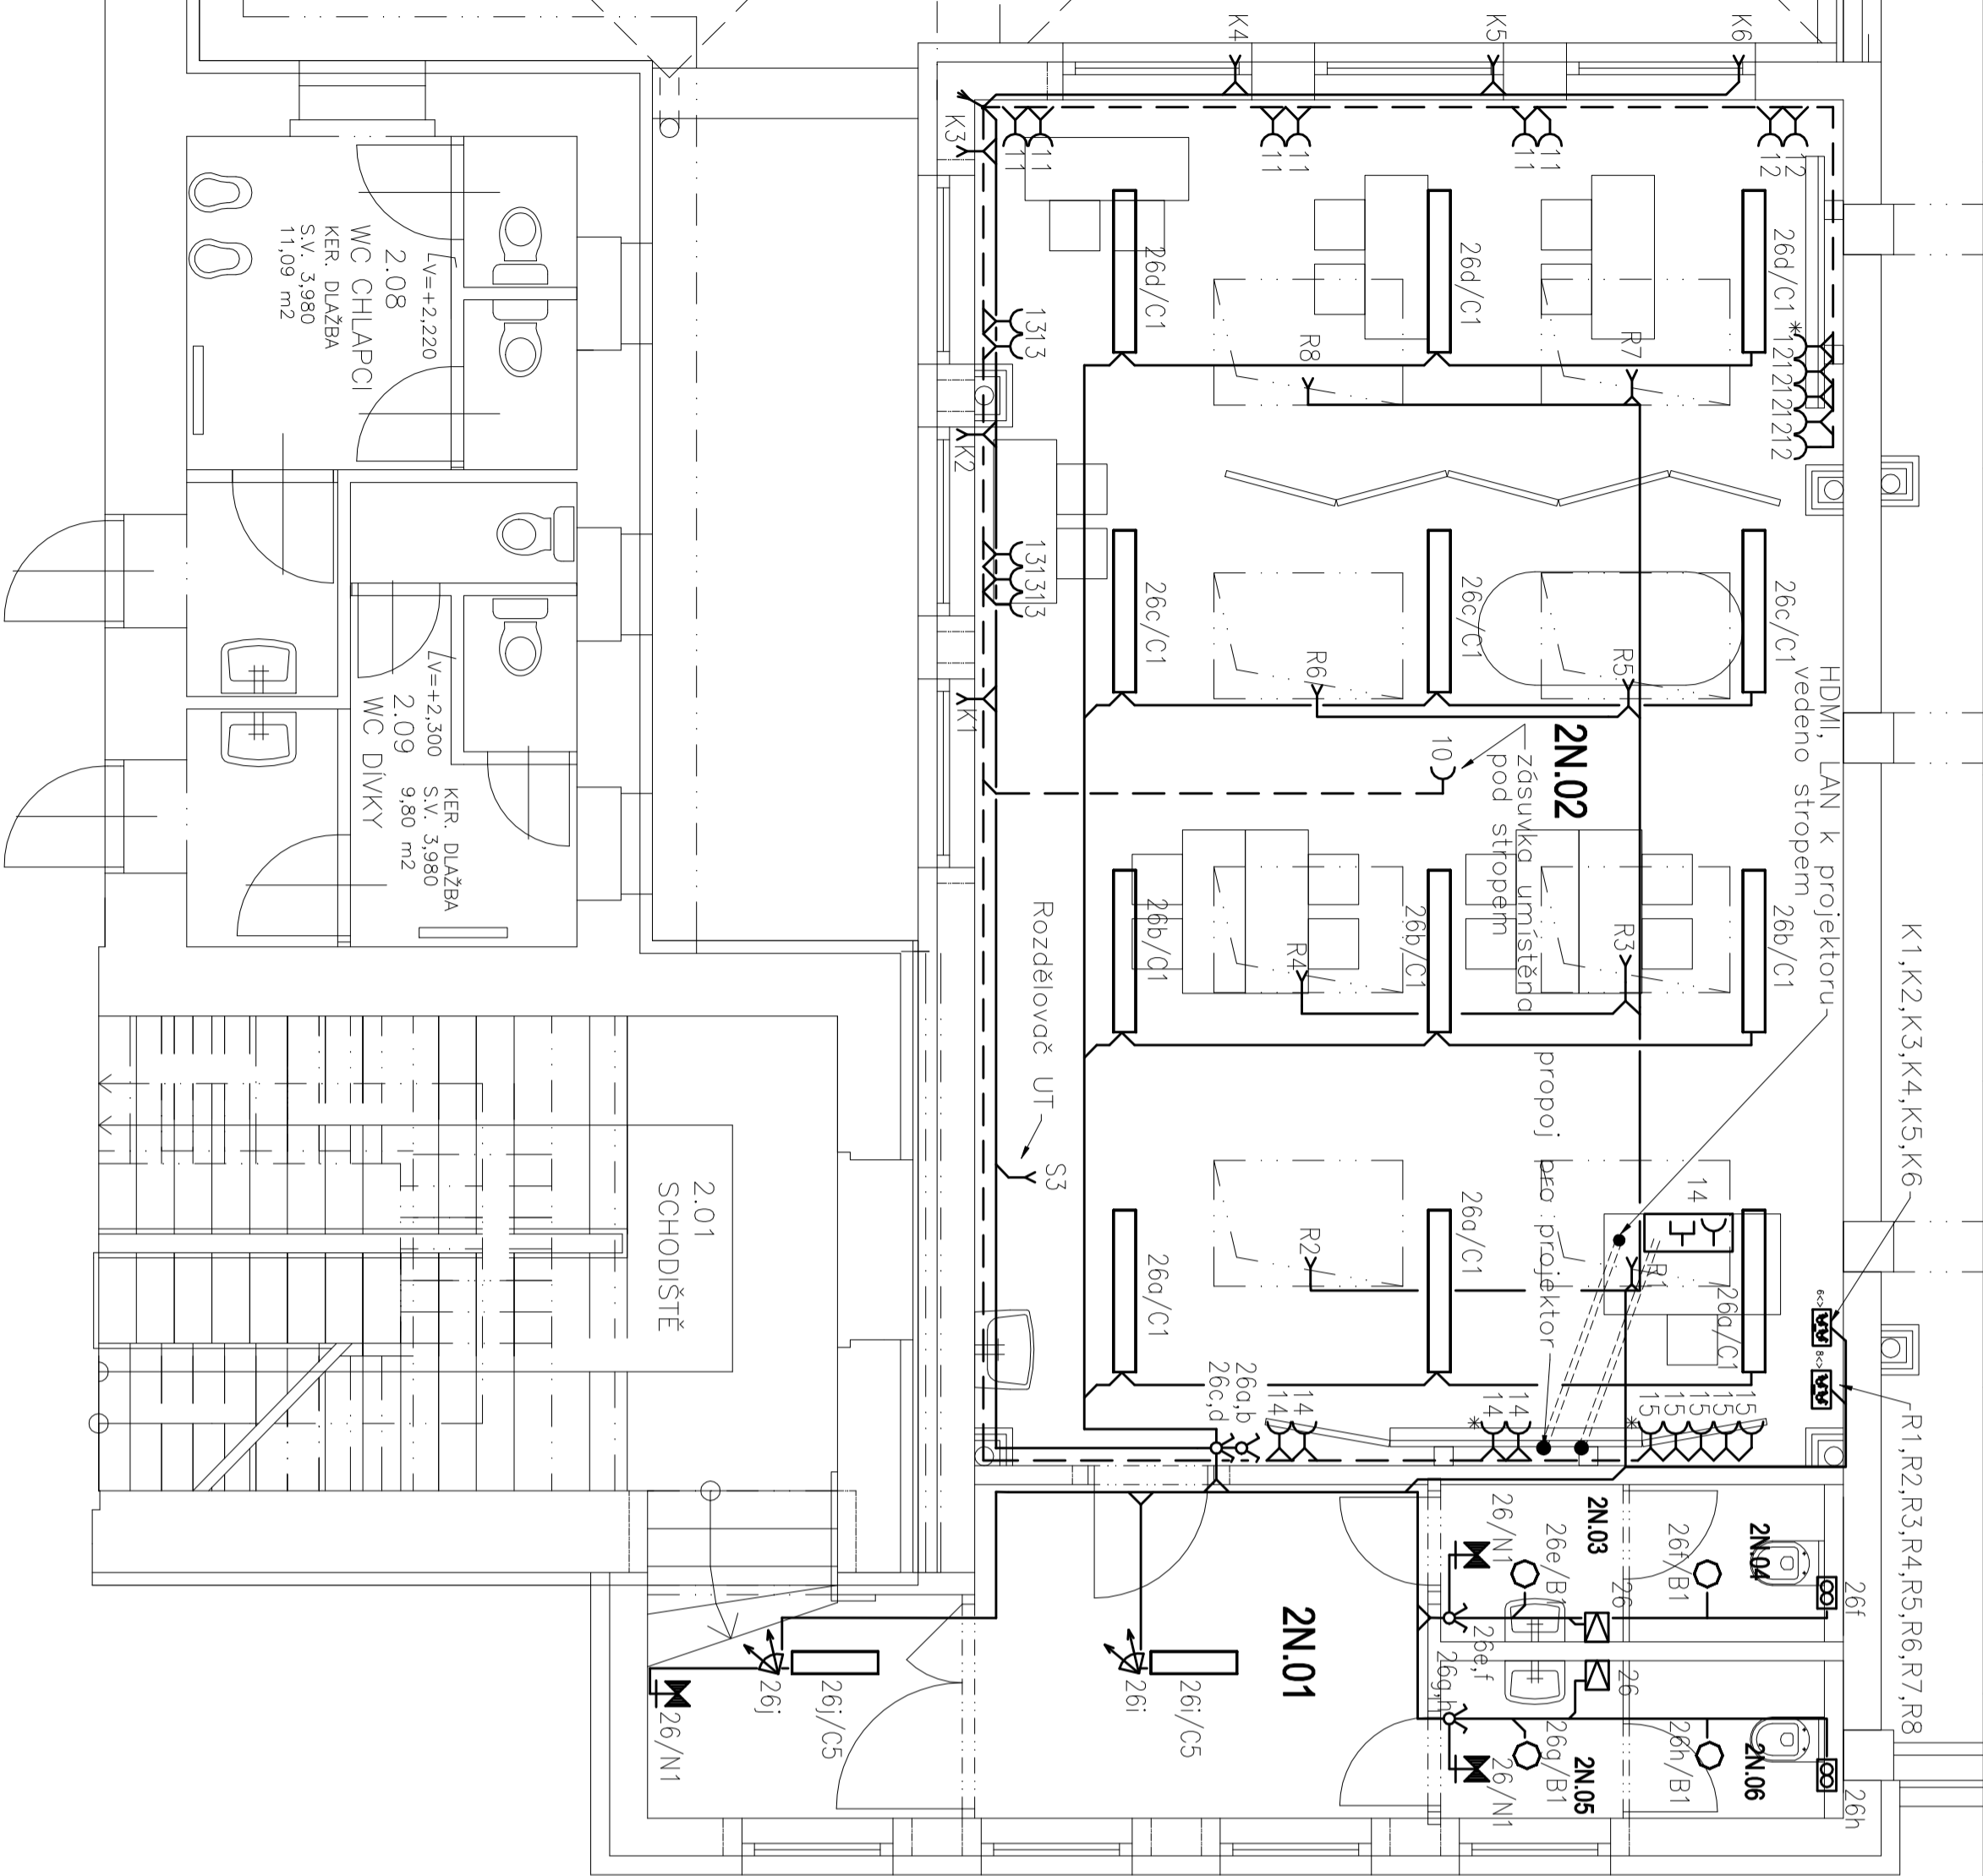 K4
K5
K6
K3
11
11
11
11
11
11
12
12
26d/C1
26d/C1
26d/C1
R8
R7
*
12
12
12
12
12
13
13
LV=+2,220
2.08
WC CHLAPCI
KER. DLAŽBA
S.V. 3,980
11,09 m2
K2
13
13
13
26c/C1
26c/C1
26c/C1
R6
R5
K1
LV=+2,300
2.09
WC DÍVKY
KER. DLAŽBA
S.V. 3,980
9,80 m2
10
2N.02
zásuvka umístěna
pod stropem
HDMI, LAN k projektoru
vedeno stropem
26b/C1
26b/C1
26b/C1
R4
R3
K1,K2,K3,K4,K5,K6
Rozdělovač UT
S3
propoj pro projektor
2.01
SCHODIŠTĚ
14
R2
R1
26a/C1
26a/C1
26a/C1
6<>
8<>
26a,b
26c,d
14
14
*
14
14
*
15
15
15
15
15
R1,R2,R3,R4,R5,R6,R7,R8
2N.03
26/N1
26e/B1
26
26f/B1
2N.04
26f
26e,f
2N.01
26g,h
26
26/N1
26g/B1
2N.05
26h/B1
2N.06
26h
26i
26i/C5
26j
26j/C5
26/N1